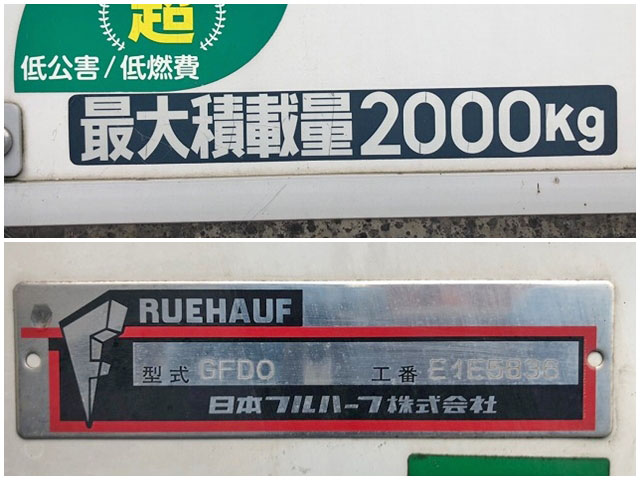 超
低公害/低燃費
最大積載量2000Kg
RUEHAUF
型式 GFD0 工番 E1E5836
日本フルハーフ株式会社